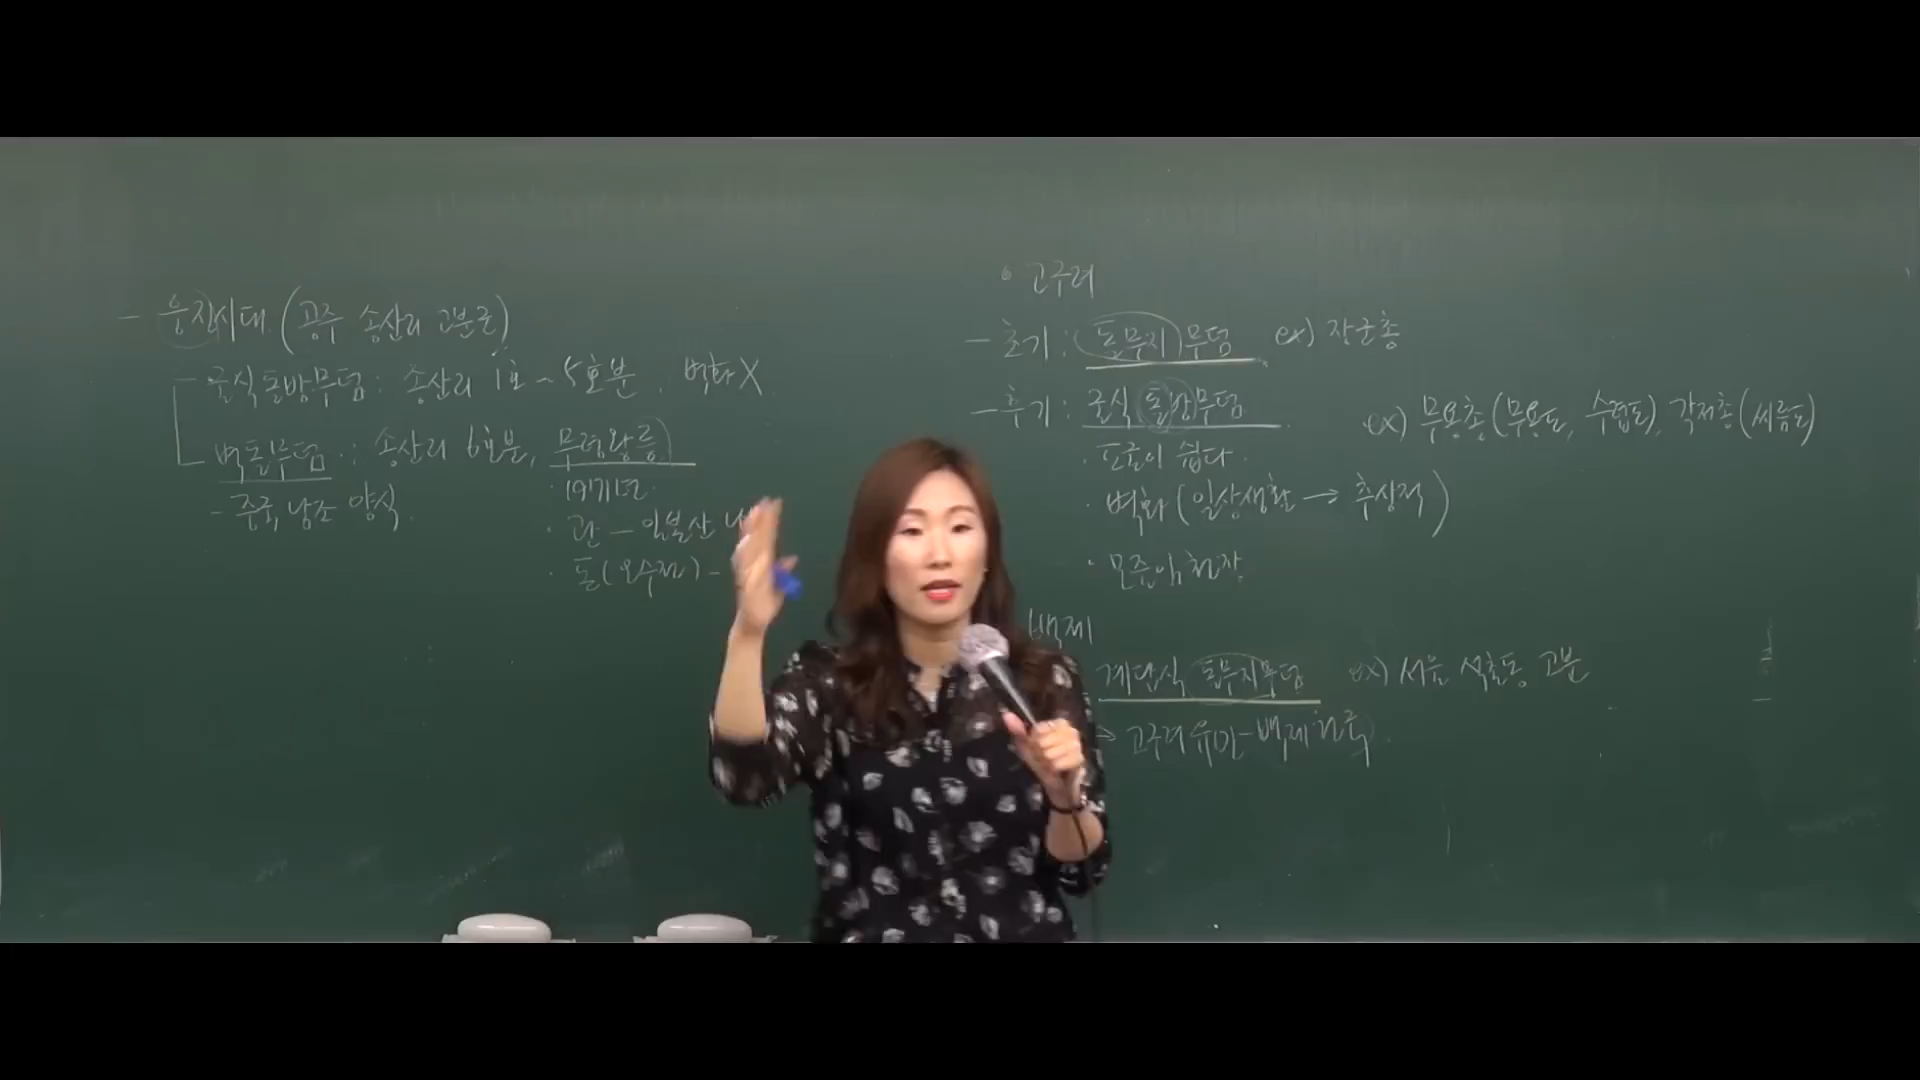 - 웅진시대 (공주 송산리 고분군)
- 굴식돌방무덤 : 송산리 1호 ~ 5호분, 벽화X
벽돌무덤 : 송산리 6호분, 무령왕릉
- 중국, 남조 양식
· 1971년
· 관 - 일본산
· 돈(오수전) -
• 고구려
- 초기 : 돌무지무덤 ex) 장군총
- 후기 : 굴식 돌방무덤 ex) 무용총(무용도, 수렵도), 각저총(씨름도)
· 도굴이 쉽다.
· 벽화 (일상생활 → 추상적)
· 모줄임천장
백제
계단식 돌무지무덤 ex) 서울 석촌동 고분
→ 고구려 유이민 - 백제 건국